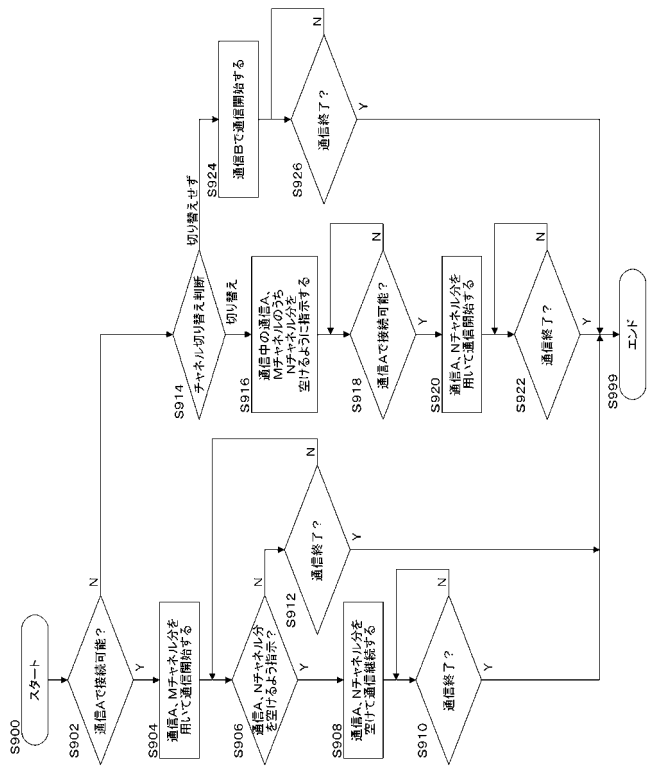 S900
スタート
S902
通信Aで接続可能？
N
Y
S904
通信A、Mチャネル分を
用いて通信開始する
S906
通信A、Nチャネル分
を空けるよう指示？
N
Y
S908
通信A、Nチャネル分を
空けて通信継続する
S910
通信終了？
N
Y
S912
通信終了？
N
Y
S914
チャネル切り替え判断
切り替えせず
切り替え
S916
通信中の通信A、
Mチャネルのうち
Nチャネル分を
空けるように指示する
S918
通信Aで接続可能？
N
Y
S920
通信A、Nチャネル分を
用いて通信開始する
S922
通信終了？
N
Y
S924
通信Bで通信開始する
S926
通信終了？
N
Y
S999
エンド